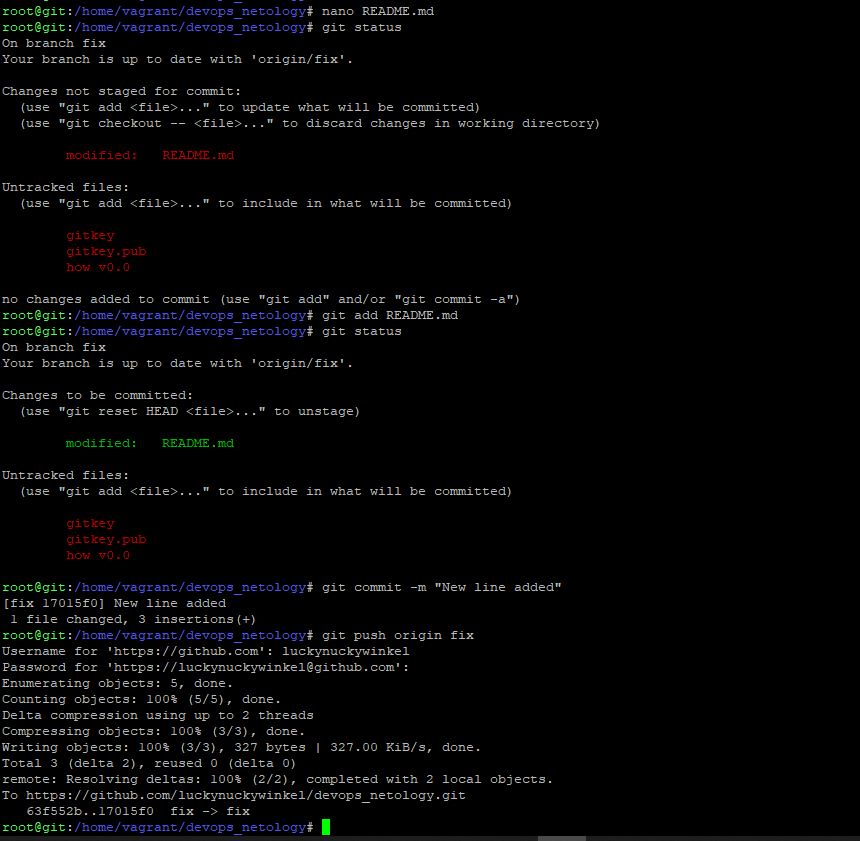 root@git:/home/vagrant/devops_netology# nano README.md
root@git:/home/vagrant/devops_netology# git status
On branch fix
Your branch is up to date with 'origin/fix'.
Changes not staged for commit:
(use "git add <file>..." to update what will be committed)
(use "git checkout -- <file>..." to discard changes in working directory)
modified:   README.md
Untracked files:
(use "git add <file>..." to include in what will be committed)
gitkey
gitkey.pub
how v0.0
no changes added to commit (use "git add" and/or "git commit -a")
root@git:/home/vagrant/devops_netology# git add README.md
root@git:/home/vagrant/devops_netology# git status
On branch fix
Your branch is up to date with 'origin/fix'.
Changes to be committed:
(use "git reset HEAD <file>..." to unstage)
modified:   README.md
Untracked files:
(use "git add <file>..." to include in what will be committed)
gitkey
gitkey.pub
how v0.0
root@git:/home/vagrant/devops_netology# git commit -m "New line added"
[fix 17015f0] New line added
1 file changed, 3 insertions(+)
root@git:/home/vagrant/devops_netology# git push origin fix
Username for 'https://github.com': luckynuckywinkel
Password for 'https://luckynuckywinkel@github.com':
Enumerating objects: 5, done.
Counting objects: 100% (5/5), done.
Delta compression using up to 2 threads
Compressing objects: 100% (3/3), done.
Writing objects: 100% (3/3), 327 bytes | 327.00 KiB/s, done.
Total 3 (delta 2), reused 0 (delta 0)
remote: Resolving deltas: 100% (2/2), completed with 2 local objects.
To https://github.com/luckynuckywinkel/devops_netology.git
63f552b..17015f0  fix -> fix
root@git:/home/vagrant/devops_netology#